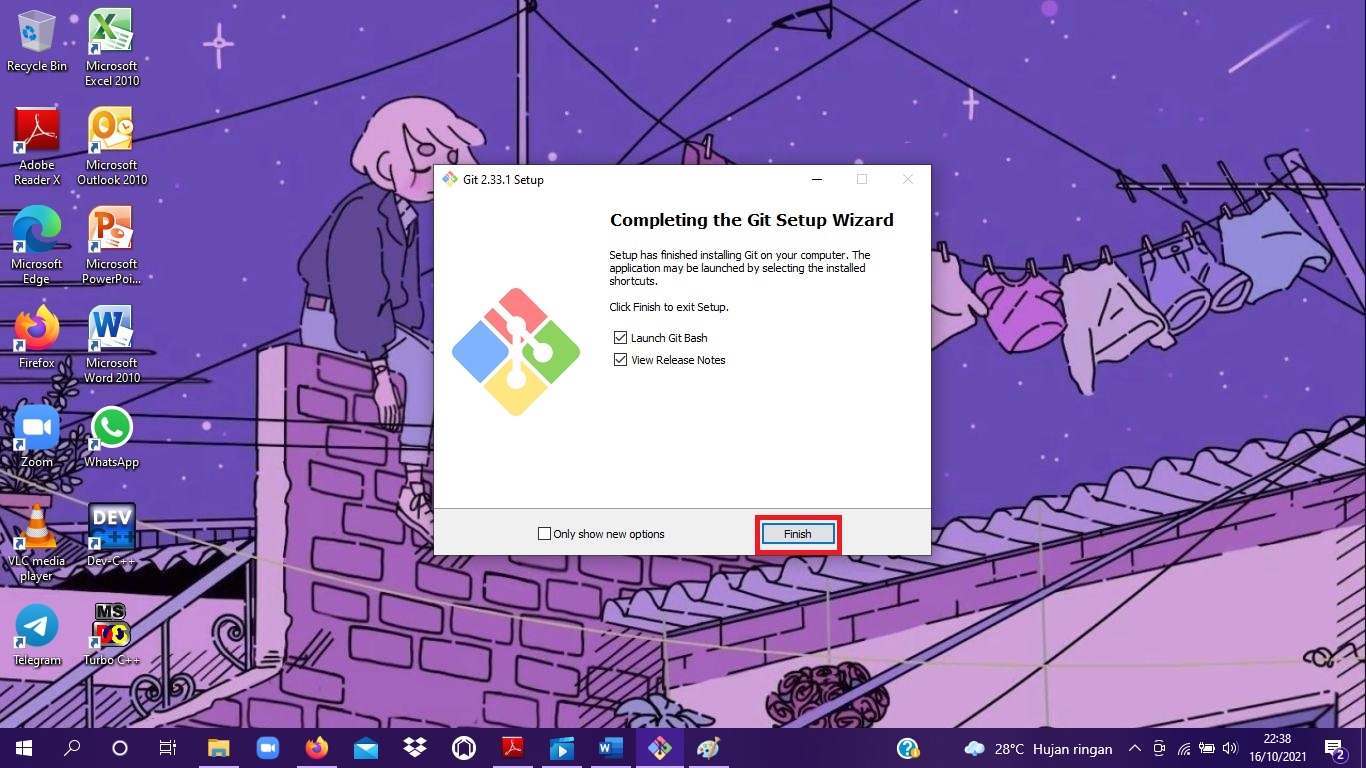 Recycle Bin
Microsoft
Excel 2010
Adobe
Reader X
Microsoft
Outlook 2010
Microsoft
Edge
Microsoft
PowerPoi...
Firefox
Microsoft
Word 2010
Zoom
WhatsApp
VLC media
player
DEV
C++
Dev-C++
Telegram
MS
Turbo C++
Git 2.33.1 Setup
Completing the Git Setup Wizard
Setup has finished installing Git on your computer. The
application may be launched by selecting the installed
shortcuts.
Click Finish to exit Setup.
Launch Git Bash
View Release Notes
Only show new options
Finish
28°C Hujan ringan
22:38
16/10/2021
2